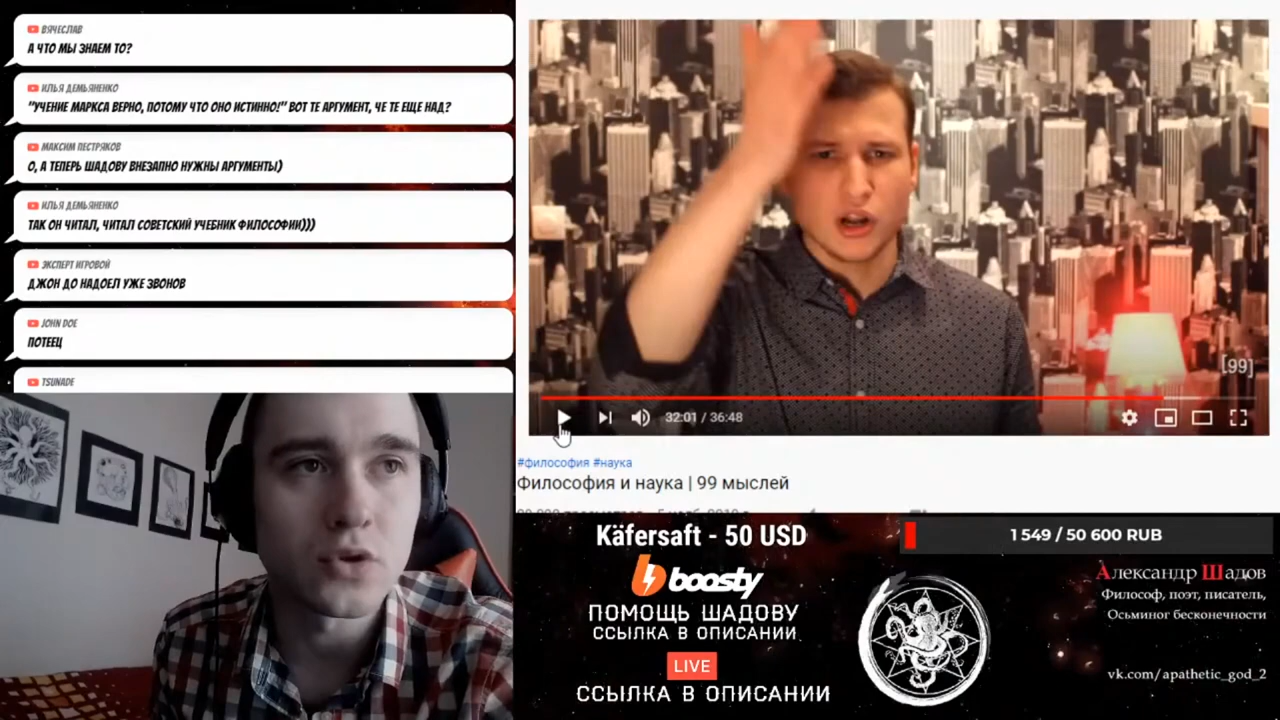 ВЯЧЕСЛАВ
А ЧТО МЫ ЗНАЕМ ТО?
ИЛЬЯ ДЕМЬЯНЕНКО
"УЧЕНИЕ МАРКСА ВЕРНО, ПОТОМУ ЧТО ОНО ИСТИННО!" ВОТ ТЕ АРГУМЕНТ, ЧЕ ТЕ ЕЩЕ НАД?
МАКСИМ ПЕСТРЯКОВ
О, А ТЕПЕРЬ ШАДОВУ ВНЕЗАПНО НУЖНЫ АРГУМЕНТЫ)
ИЛЬЯ ДЕМЬЯНЕНКО
ТАК ОН ЧИТАЛ, ЧИТАЛ СОВЕТСКИЙ УЧЕБНИК ФИЛОСОФИИ)))
ЭКСПЕРТ ИГРОВОЙ
ДЖОН ДО НАДОЕЛ УЖЕ ЗВОНОВ
JOHN DOE
ПОТЕЕЦ
TSUNADE
[99]
32:01 / 36:48
#философия #наука
Философия и наука | 99 мыслей
Käfersaft - 50 USD
boosty
ПОМОЩЬ ШАДОВУ
ССЫЛКА В ОПИСАНИИ
LIVE
ССЫЛКА В ОПИСАНИИ
1 549 / 50 600 RUB
Александр Шадов
Философ, поэт, писатель,
Осьминог бесконечности
vk.com/apathetic_god_2